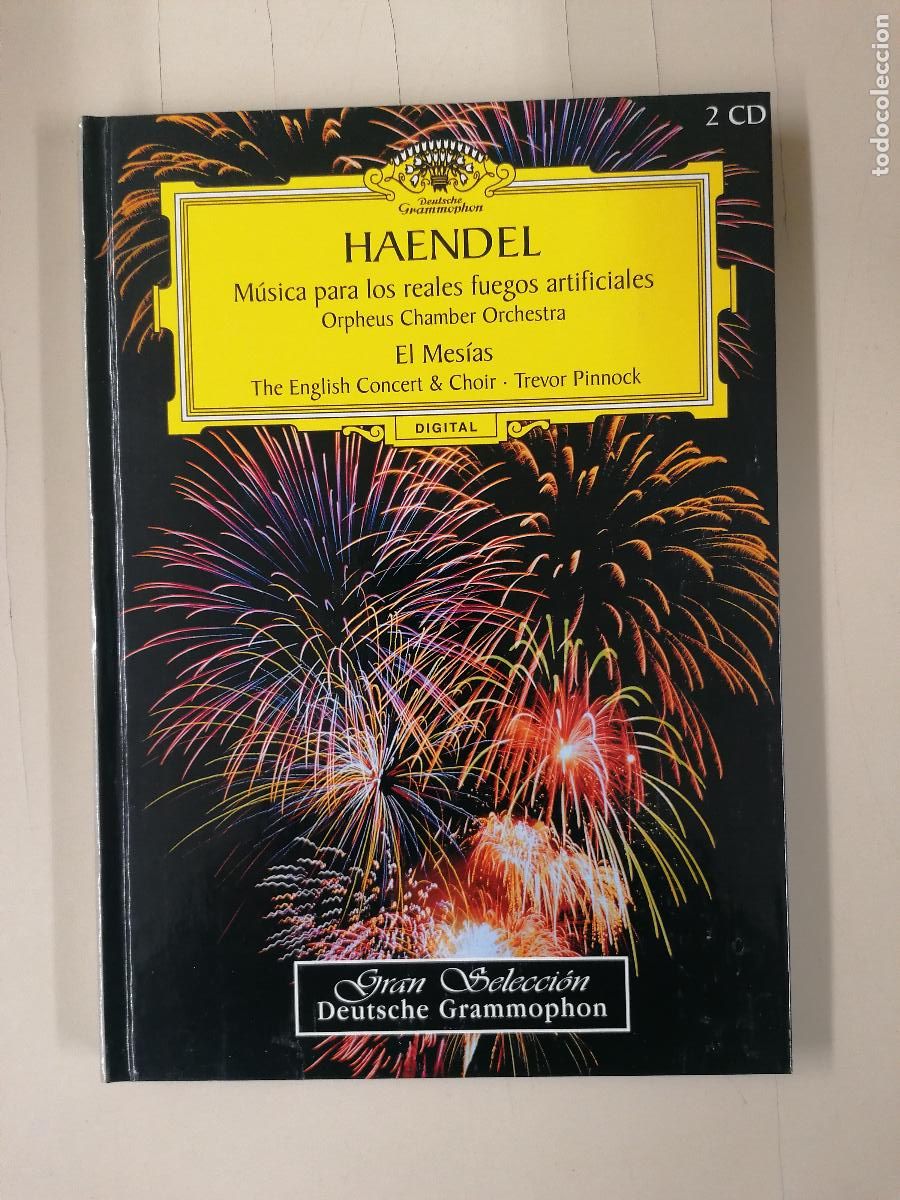 2 CD
Deutsche
Grammophon
HAENDEL
Música para los reales fuegos artificiales
Orpheus Chamber Orchestra
El Mesías
The English Concert & Choir · Trevor Pinnock
DIGITAL
Gran Selección
Deutsche Grammophon
todocoleccion